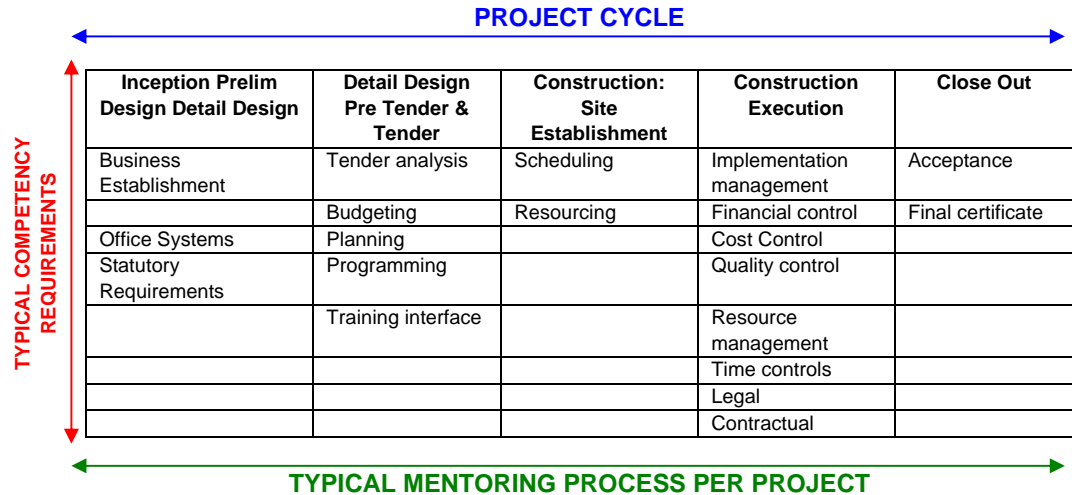 PROJECT CYCLE
TYPICAL COMPETENCY
REQUIREMENTS
Inception Prelim
Design Detail Design
Detail Design
Pre Tender &
Tender
Construction:
Site
Establishment
Construction
Execution
Close Out
Business
Establishment
Tender analysis
Scheduling
Implementation
management
Acceptance
Budgeting
Resourcing
Financial control
Final certificate
Office Systems
Planning
Cost Control
Statutory
Requirements
Programming
Quality control
Training interface
Resource
management
Time controls
Legal
Contractual
TYPICAL MENTORING PROCESS PER PROJECT